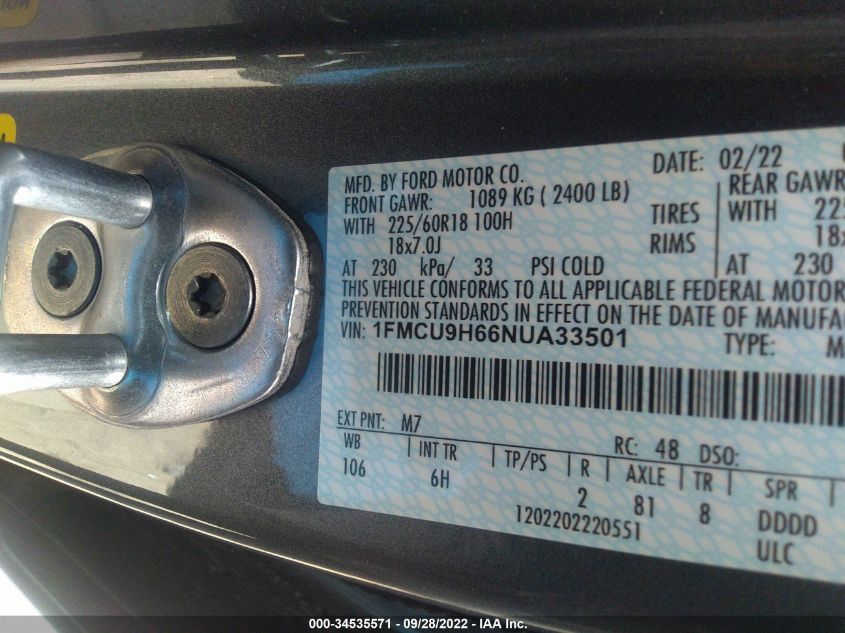 MFD. BY FORD MOTOR CO.
DATE: 02/22
FRONT GAWR: 1089 KG ( 2400 LB)
REAR GAWR
WITH 225/60R18 100H TIRES
WITH 225
18x7.0J RIMS
18x
AT 230 kPa/ 33 PSI COLD
AT 230
THIS VEHICLE CONFORMS TO ALL APPLICABLE FEDERAL MOTOR
PREVENTION STANDARDS IN EFFECT ON THE DATE OF MANUFAC
VIN: 1FMCU9H66NUA33501
TYPE:
EXT PNT: M7
RC: 48 DSO:
WB | INT TR | TP/PS | R | AXLE | TR | SPR
106 6H 2 81 8 DDDD
1202202220551
ULC
000-34535571 / 09/28/2022 - IAA Inc.